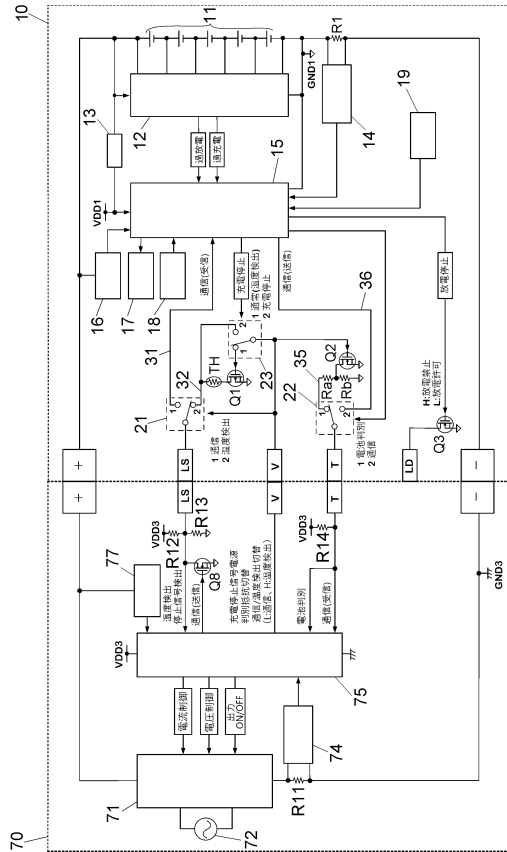 10
70
11
12
13
14
15
16
17
18
19
R1
GND1
VDD1
過放電
過充電
通信(受信)
充電停止
1 通常(温度検出)
2 充電停止
通信(送信)
放電停止
31
32
21
1
2
1 通信
2 温度検出
TH
Q1
23
1
2
36
35
22
Ra
Rb
Q2
1
2
1 電池判別
2 通信
H:放電禁止
L:放電許可
Q3
LD
+
+
LS
LS
V
V
T
T
−
−
GND3
VDD3
R12
R13
VDD3
R14
Q8
77
温度検出
停止信号検出
通信(送信)
充電停止信号電源
判別抵抗切替
通信/温度検出切替
(L:通信、H:温度検出)
電池判別
通信(受信)
VDD3
75
電流制御
電圧制御
出力
ON/OFF
74
R11
71
72